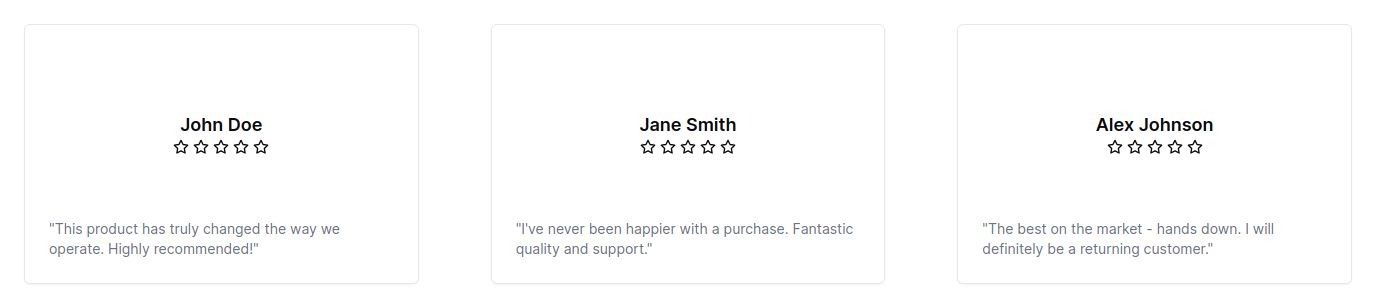 John Doe
"This product has truly changed the way we
operate. Highly recommended!"
Jane Smith
"I've never been happier with a purchase. Fantastic
quality and support."
Alex Johnson
"The best on the market - hands down. I will
definitely be a returning customer."